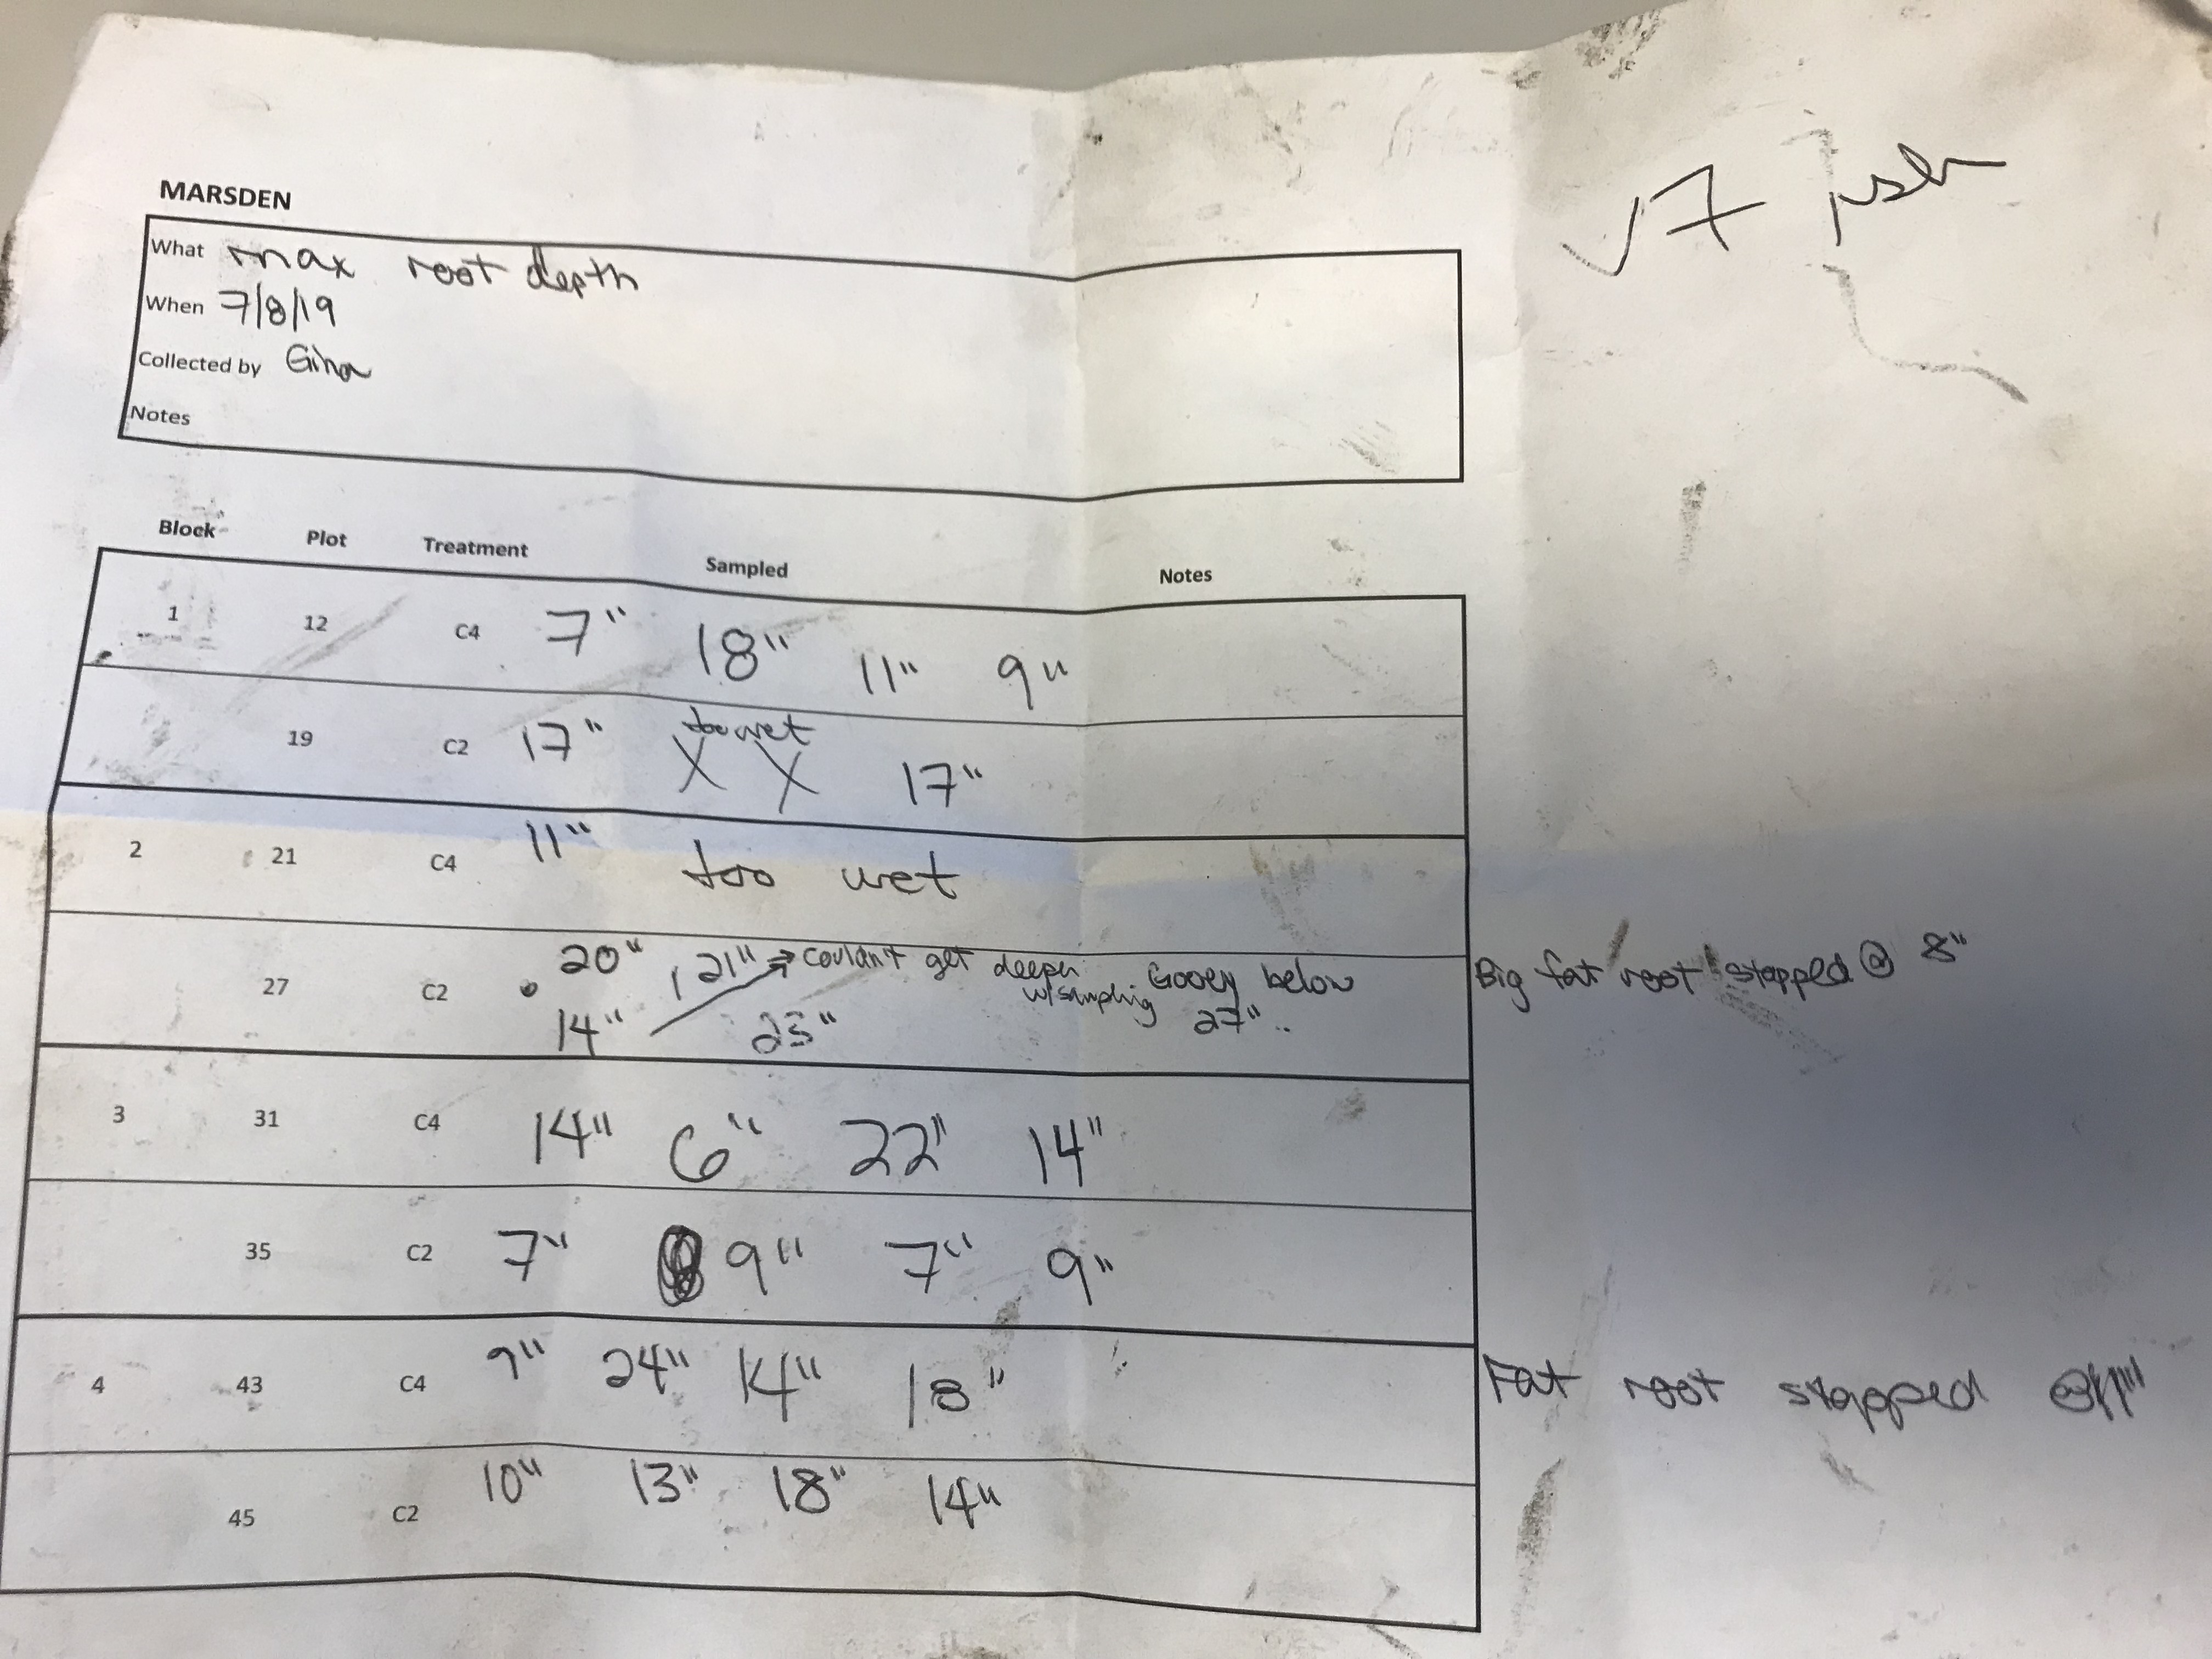 MARSDEN
V7
What max root depth
When 7/8/19
Collected by Gina
Notes
Block Plot Treatment Sampled Notes
1 12 C4 7" 18" 11" 9"
too wet
19 C2 17" X X 17"
2 21 C4 11" too wet
27 C2 20" , 21" → couldn't get deeper w/sampling Gooey below 27" .. Big fat root stopped @ 8"
14" 23"
3 31 C4 14" 6" 22" 14"
35 C2 7" 9" 7" 9"
4 43 C4 9" 24" 14" 18" Fat root stopped @11"
45 C2 10" 13" 18" 14"